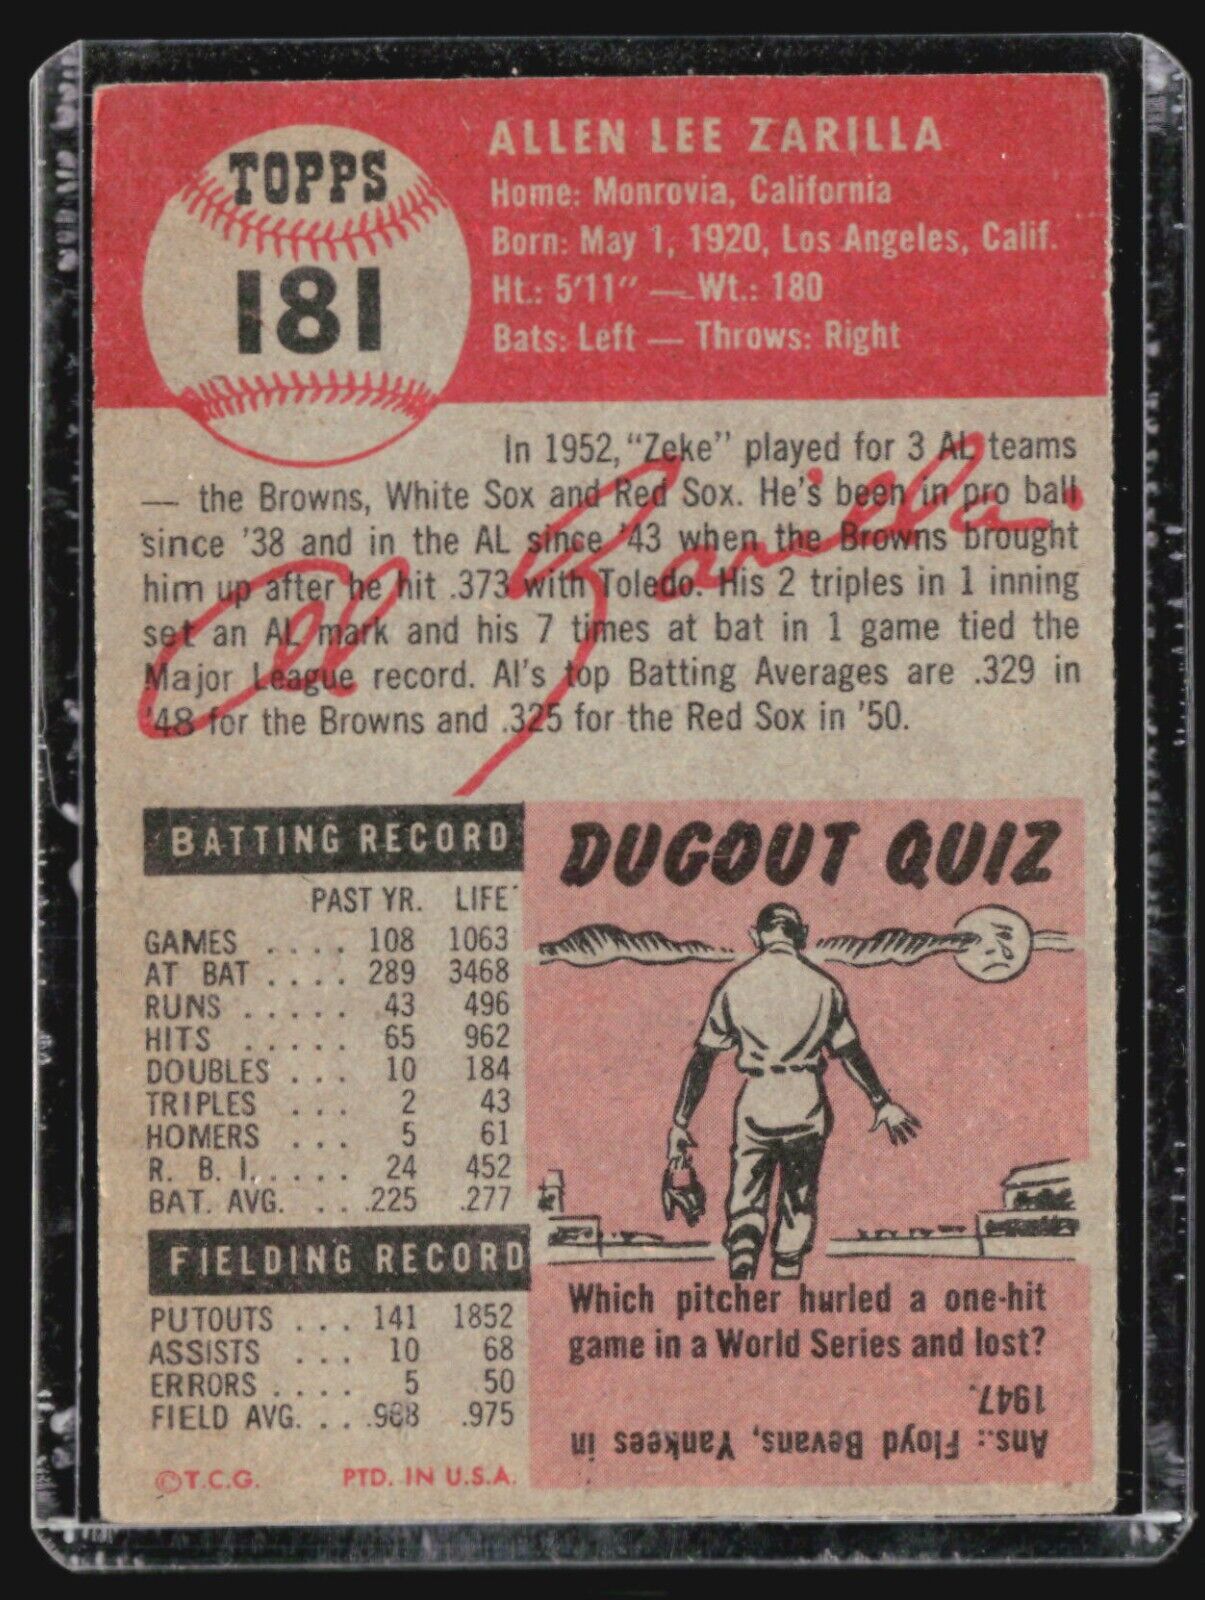 TOPPS
181
ALLEN LEE ZARILLA
Home: Monrovia, California
Born: May 1, 1920, Los Angeles, Calif.
Ht.: 5'11" — Wt.: 180
Bats: Left — Throws: Right
In 1952, "Zeke" played for 3 AL teams
— the Browns, White Sox and Red Sox. He's been in pro ball
since '38 and in the AL since '43 when the Browns brought
him up after he hit .373 with Toledo. His 2 triples in 1 inning
set an AL mark and his 7 times at bat in 1 game tied the
Major League record. Al's top Batting Averages are .329 in
'48 for the Browns and .325 for the Red Sox in '50.
Al Zarilla
BATTING RECORD
PAST YR. LIFE
GAMES .... 108 1063
AT BAT .... 289 3468
RUNS ..... 43 496
HITS ..... 65 962
DOUBLES ... 10 184
TRIPLES ... 2 43
HOMERS ... 5 61
R. B. I. .... 24 452
BAT. AVG. ... .225 .277
FIELDING RECORD
PUTOUTS ... 141 1852
ASSISTS ... 10 68
ERRORS .... 5 50
FIELD AVG. ... .968 .975
©T.C.G. PTD. IN U.S.A.
DUGOUT QUIZ
Which pitcher hurled a one-hit
game in a World Series and lost?
Ans.: Floyd Bevans, Yankees in
1947.